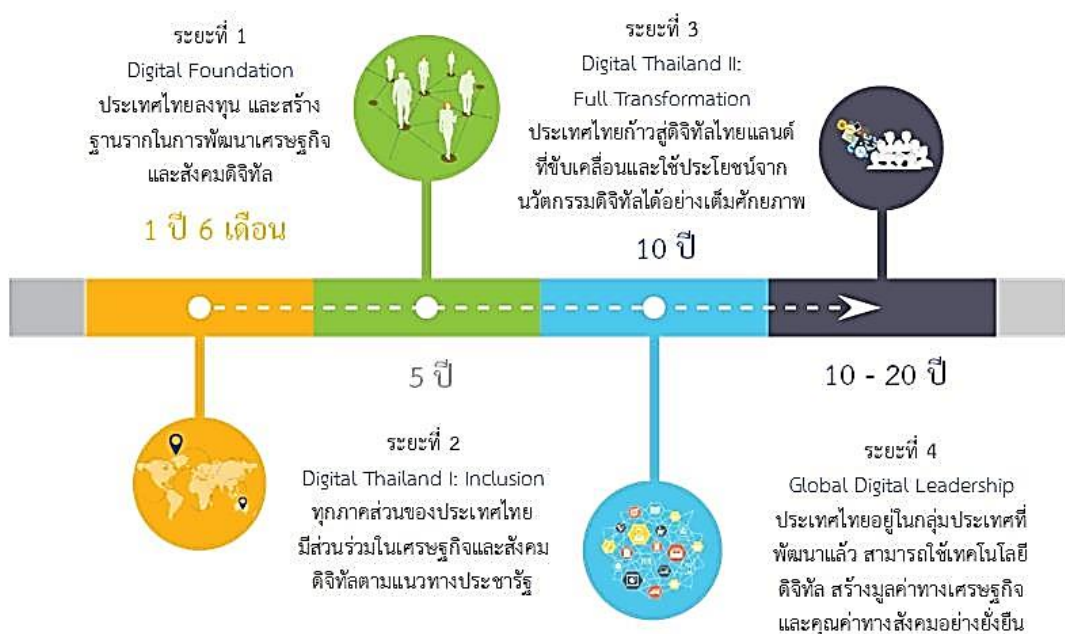 ระยะที่ 1
Digital Foundation
ประเทศไทยลงทุน และสร้าง
ฐานรากในการพัฒนาเศรษฐกิจ
และสังคมดิจิทัล
1 ปี 6 เดือน
5 ปี
ระยะที่ 2
Digital Thailand I: Inclusion
ทุกภาคส่วนของประเทศไทย
มีส่วนร่วมในเศรษฐกิจและสังคม
ดิจิทัลตามแนวทางประชารัฐ
ระยะที่ 3
Digital Thailand II:
Full Transformation
ประเทศไทยก้าวสู่ดิจิทัลไทยแลนด์
ที่ขับเคลื่อนและใช้ประโยชน์จาก
นวัตกรรมดิจิทัลได้อย่างเต็มศักยภาพ
10 ปี
10 - 20 ปี
ระยะที่ 4
Global Digital Leadership
ประเทศไทยอยู่ในกลุ่มประเทศที่
พัฒนาแล้ว สามารถใช้เทคโนโลยี
ดิจิทัล สร้างมูลค่าทางเศรษฐกิจ
และคุณค่าทางสังคมอย่างยั่งยืน